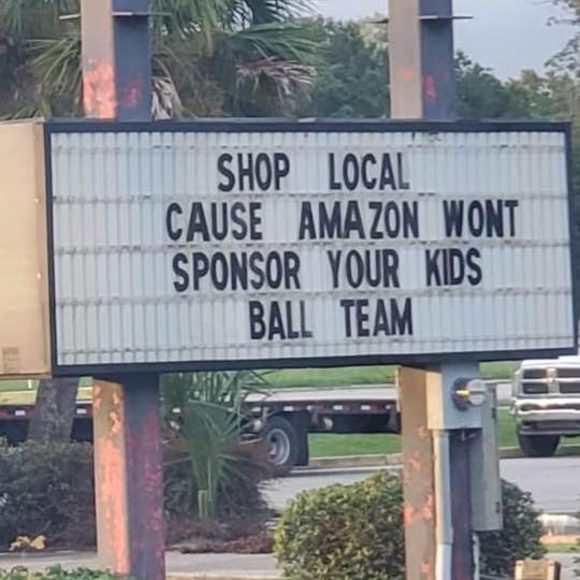 SHOP LOCAL
CAUSE AMAZON WONT
SPONSOR YOUR KIDS
BALL TEAM